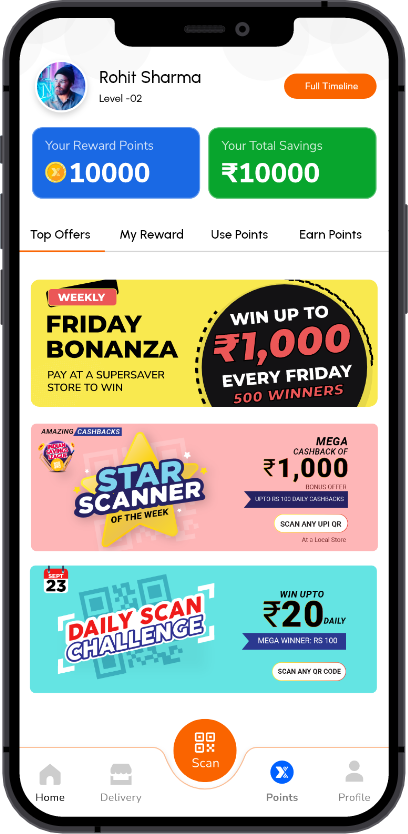 Rohit Sharma
Level -02
Full Timeline
Your Reward Points
10000
Your Total Savings
₹10000
Top Offers
My Reward
Use Points
Earn Points
WEEKLY
FRIDAY
BONANZA
PAY AT A SUPERSAVER
STORE TO WIN
WIN UP TO
₹1,000
EVERY FRIDAY
500 WINNERS
AMAZING CASHBACKS
STAR
SCANNER
OF THE WEEK
MEGA
CASHBACK OF
₹1,000
BONUS OFFER
UPTO RS 100 DAILY CASHBACKS
SCAN ANY UPI QR
At a Local Store
SEPT
23
DAILY SCAN
CHALLENGE
WIN UPTO
₹20 DAILY
MEGA WINNER: RS 100
SCAN ANY QR CODE
Scan
Home
Delivery
Points
Profile